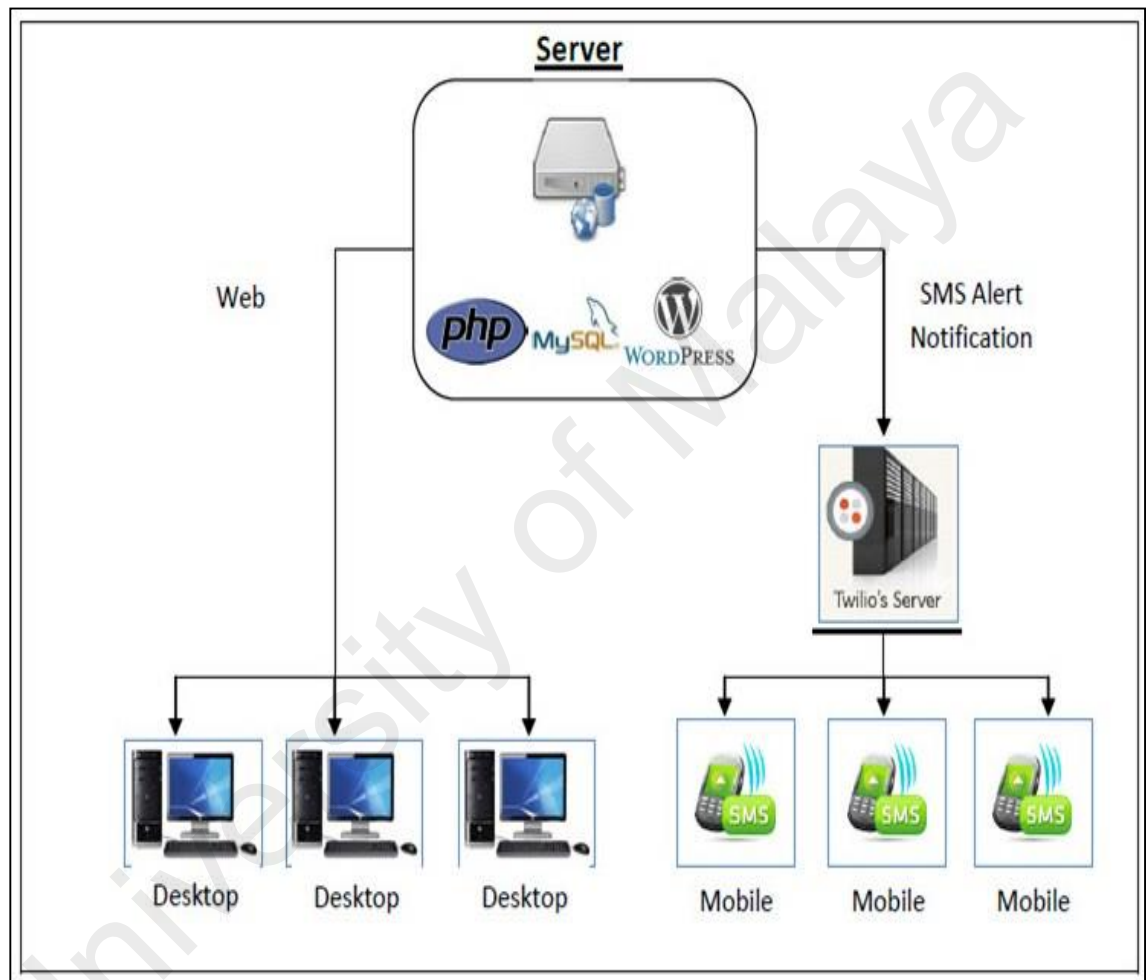 Server
Web
SMS Alert
Notification
php
MySQL
WORDPRESS
Twilio's Server
SMS
SMS
SMS
Desktop
Desktop
Desktop
Mobile
Mobile
Mobile
University of Malaya